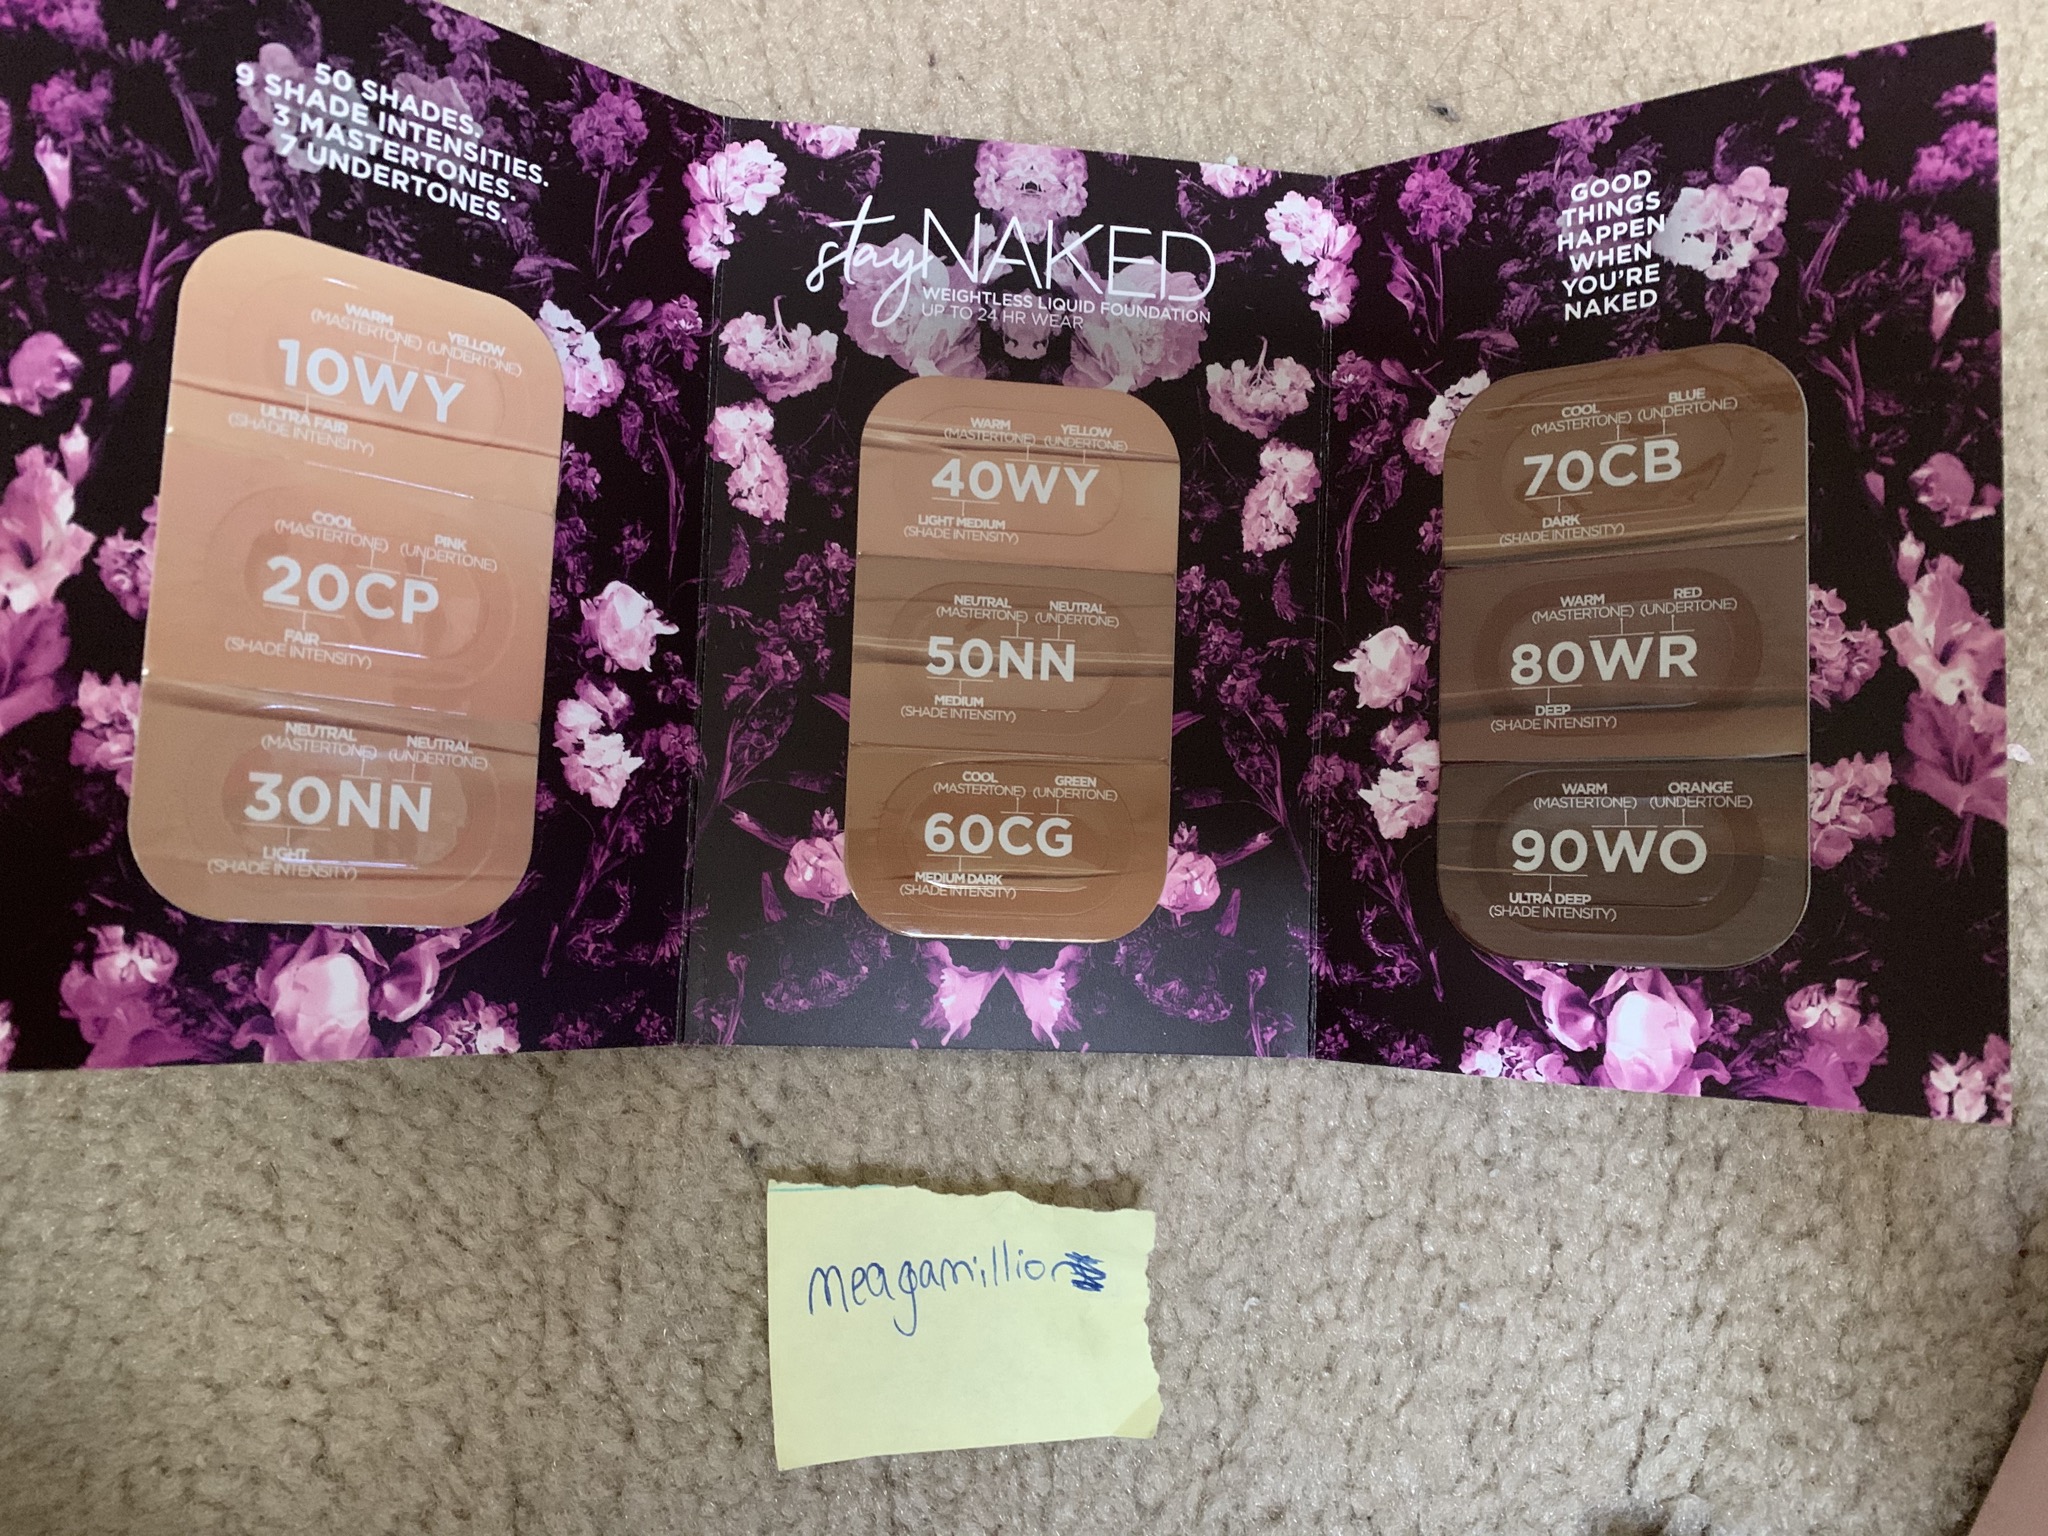 50 SHADES.
9 SHADE INTENSITIES.
3 MASTERTONES.
7 UNDERTONES.
WARM
(MASTERTONE)
YELLOW
(UNDERTONE)
10WY
ULTRA FAIR
(SHADE INTENSITY)
COOL
(MASTERTONE)
PINK
(UNDERTONE)
20CP
FAIR
(SHADE INTENSITY)
NEUTRAL
(MASTERTONE)
NEUTRAL
(UNDERTONE)
30NN
LIGHT
(SHADE INTENSITY)
stayNAKED
WEIGHTLESS LIQUID FOUNDATION
UP TO 24 HR WEAR
WARM
(MASTERTONE)
YELLOW
(UNDERTONE)
40WY
LIGHT MEDIUM
(SHADE INTENSITY)
NEUTRAL
(MASTERTONE)
NEUTRAL
(UNDERTONE)
50NN
MEDIUM
(SHADE INTENSITY)
COOL
(MASTERTONE)
GREEN
(UNDERTONE)
60CG
MEDIUM DARK
(SHADE INTENSITY)
GOOD
THINGS
HAPPEN
WHEN
YOU'RE
NAKED
COOL
(MASTERTONE)
BLUE
(UNDERTONE)
70CB
DARK
(SHADE INTENSITY)
WARM
(MASTERTONE)
RED
(UNDERTONE)
80WR
DEEP
(SHADE INTENSITY)
WARM
(MASTERTONE)
ORANGE
(UNDERTONE)
90WO
ULTRA DEEP
(SHADE INTENSITY)
meagamillion